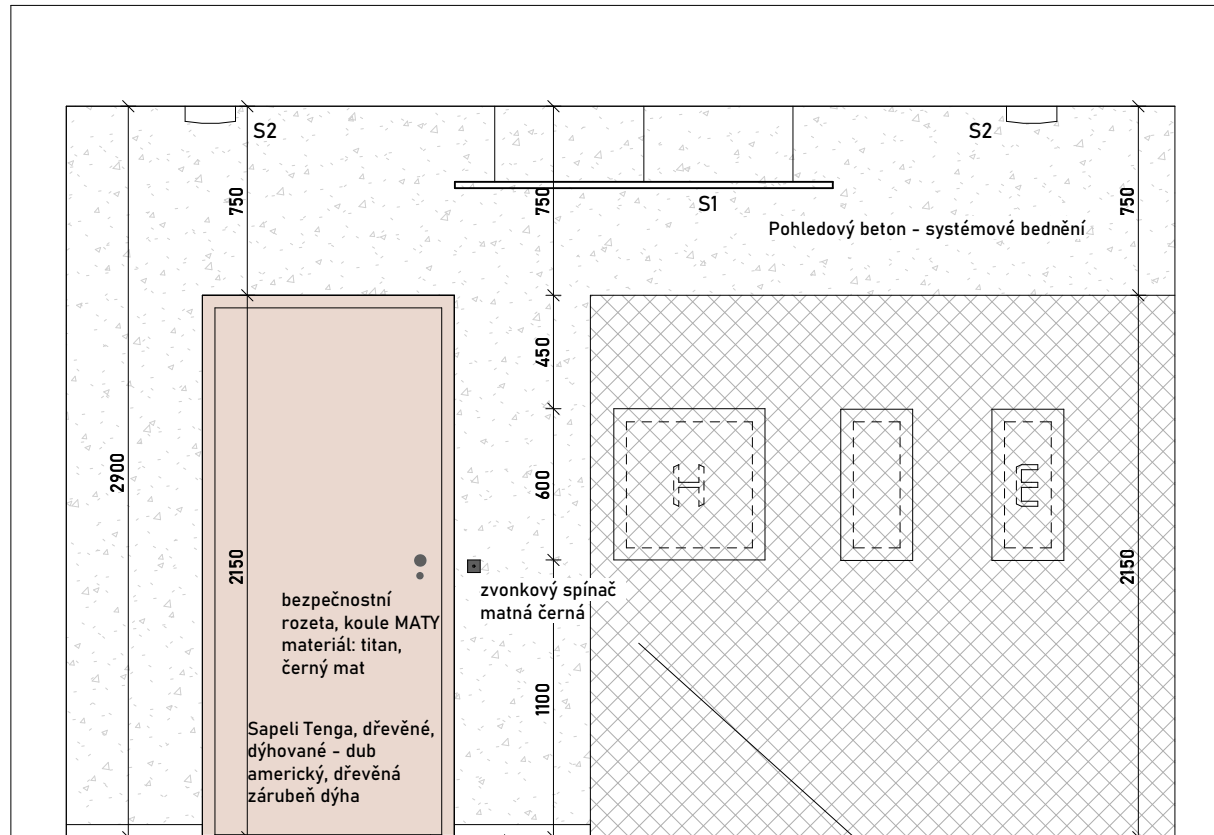 S2
S2
750
750
750
S1
Pohledový beton - systémové bednění
450
2900
600
H
E
2150
2150
zvonkový spínač
matná černá
bezpečnostní
rozeta, koule MATY
materiál: titan,
černý mat
1100
Sapeli Tenga, dřevěné,
dýhované - dub
americký, dřevěná
zárubeň dýha